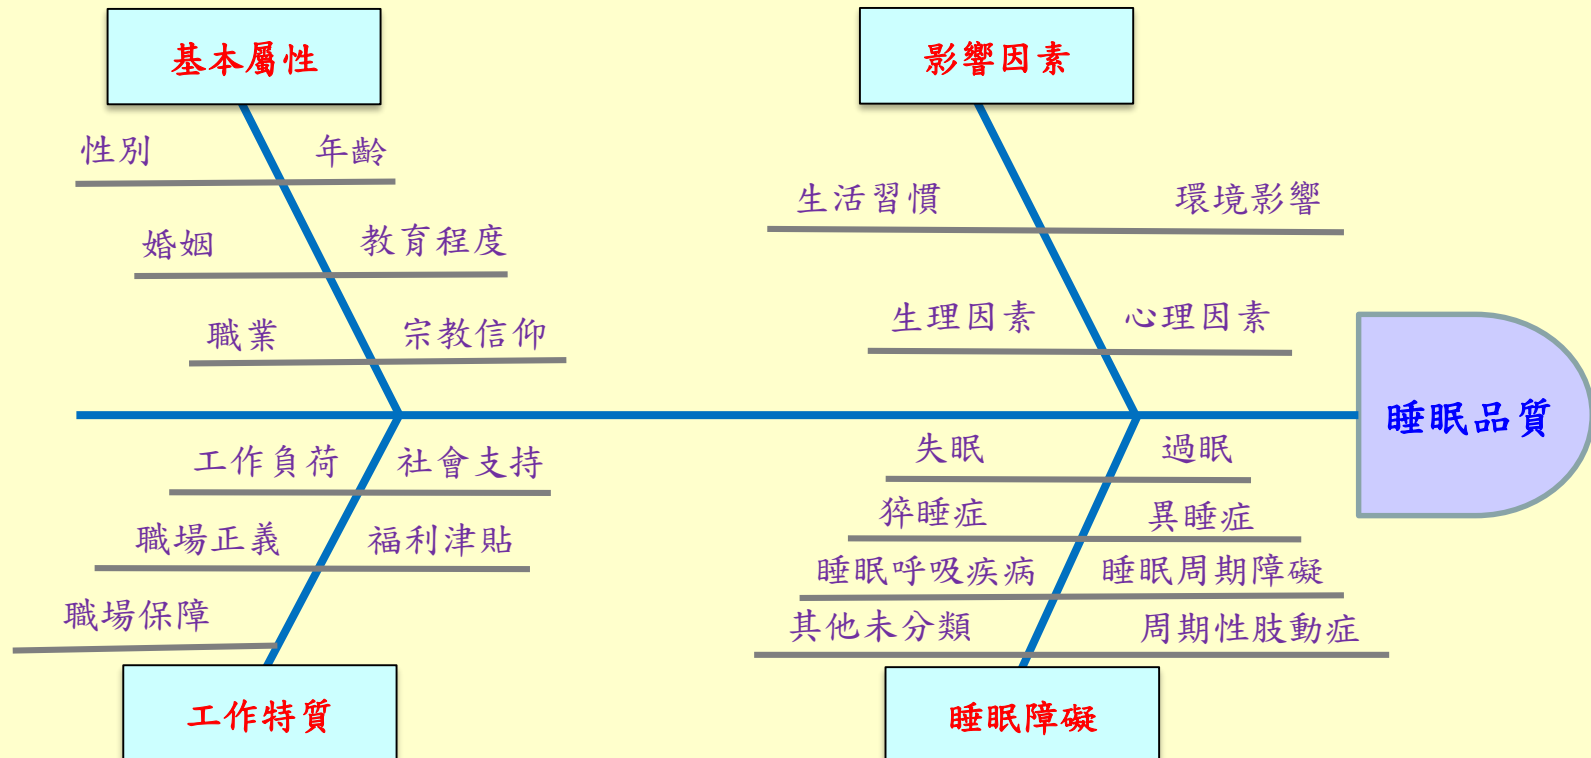 基本屬性
影響因素
性別 年齡
生活習慣 環境影響
婚姻 教育程度
職業 宗教信仰
生理因素 心理因素
睡眠品質
工作負荷 社會支持
失眠 過眠
職場正義 福利津貼
猝睡症 異睡症
睡眠呼吸疾病 睡眠周期障礙
職場保障
其他未分類 周期性肢動症
工作特質
睡眠障礙